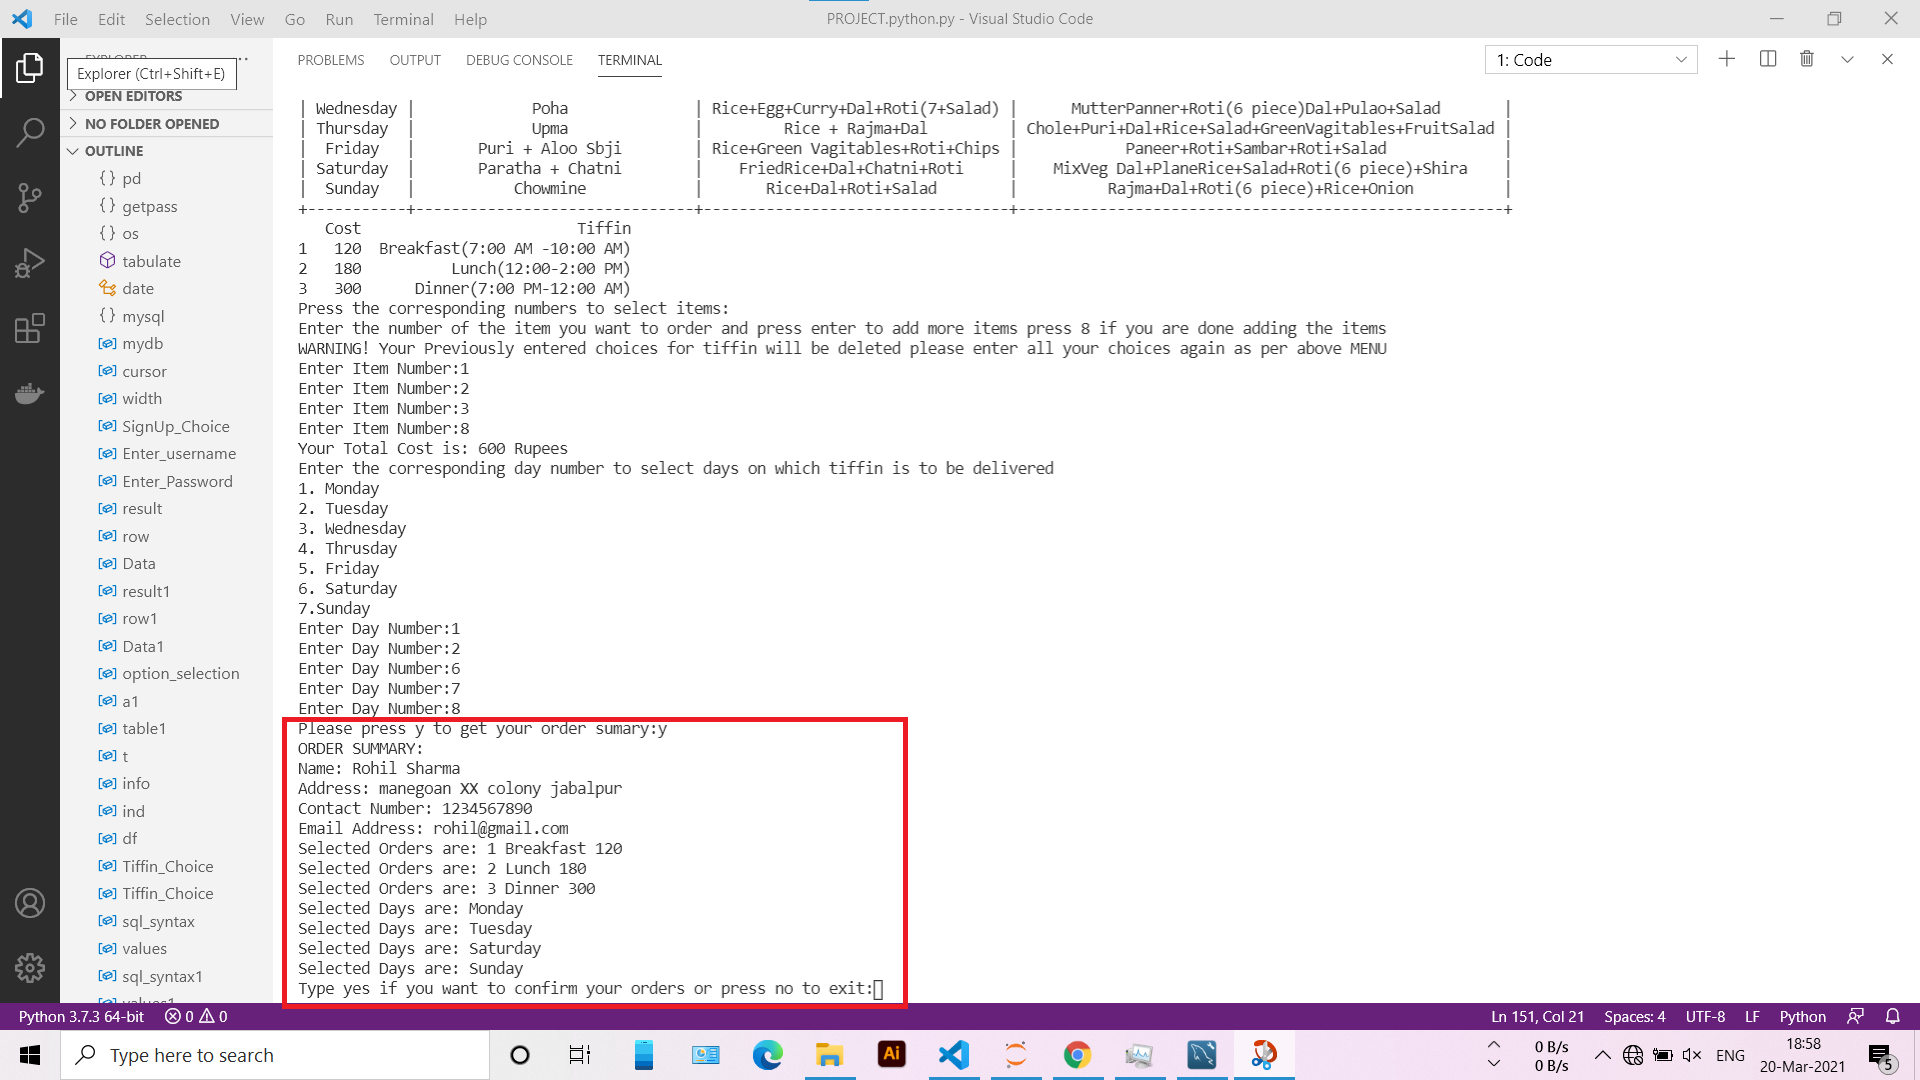 File Edit Selection View Go Run Terminal Help PROJECT.python.py - Visual Studio Code
Explorer (Ctrl+Shift+E)
OPEN EDITORS
NO FOLDER OPENED
OUTLINE
{} pd
{} getpass
{} os
tabulate
date
{} mysql
mydb
cursor
width
SignUp_Choice
Enter_username
Enter_Password
result
row
Data
result1
row1
Data1
option_selection
a1
table1
t
info
ind
df
Tiffin_Choice
Tiffin_Choice
sql_syntax
values
sql_syntax1
values1
PROBLEMS OUTPUT DEBUG CONSOLE TERMINAL 1: Code
| Wednesday | Poha | Rice+Egg+Curry+Dal+Roti(7+Salad) | MutterPanner+Roti(6 piece)Dal+Pulao+Salad |
| Thursday | Upma | Rice + Rajma+Dal | Chole+Puri+Dal+Rice+Salad+GreenVagitables+FruitSalad |
| Friday | Puri + Aloo Sbji | Rice+Green Vagitables+Roti+Chips | Paneer+Roti+Sambar+Roti+Salad |
| Saturday | Paratha + Chatni | FriedRice+Dal+Chatni+Roti | MixVeg Dal+PlaneRice+Salad+Roti(6 piece)+Shira |
| Sunday | Chowmine | Rice+Dal+Roti+Salad | Rajma+Dal+Roti(6 piece)+Rice+Onion |
Cost Tiffin
1 120 Breakfast(7:00 AM -10:00 AM)
2 180 Lunch(12:00-2:00 PM)
3 300 Dinner(7:00 PM-12:00 AM)
Press the corresponding numbers to select items:
Enter the number of the item you want to order and press enter to add more items press 8 if you are done adding the items
WARNING! Your Previously entered choices for tiffin will be deleted please enter all your choices again as per above MENU
Enter Item Number:1
Enter Item Number:2
Enter Item Number:3
Enter Item Number:8
Your Total Cost is: 600 Rupees
Enter the corresponding day number to select days on which tiffin is to be delivered
1. Monday
2. Tuesday
3. Wednesday
4. Thrusday
5. Friday
6. Saturday
7.Sunday
Enter Day Number:1
Enter Day Number:2
Enter Day Number:6
Enter Day Number:7
Enter Day Number:8
Please press y to get your order sumary:y
ORDER SUMMARY:
Name: Rohil Sharma
Address: manegoan XX colony jabalpur
Contact Number: 1234567890
Email Address: rohil@gmail.com
Selected Orders are: 1 Breakfast 120
Selected Orders are: 2 Lunch 180
Selected Orders are: 3 Dinner 300
Selected Days are: Monday
Selected Days are: Tuesday
Selected Days are: Saturday
Selected Days are: Sunday
Type yes if you want to confirm your orders or press no to exit:
Python 3.7.3 64-bit 0 0 Ln 151, Col 21 Spaces: 4 UTF-8 LF Python
Type here to search Ai 0 B/s ENG 18:58
0 B/s 20-Mar-2021 5